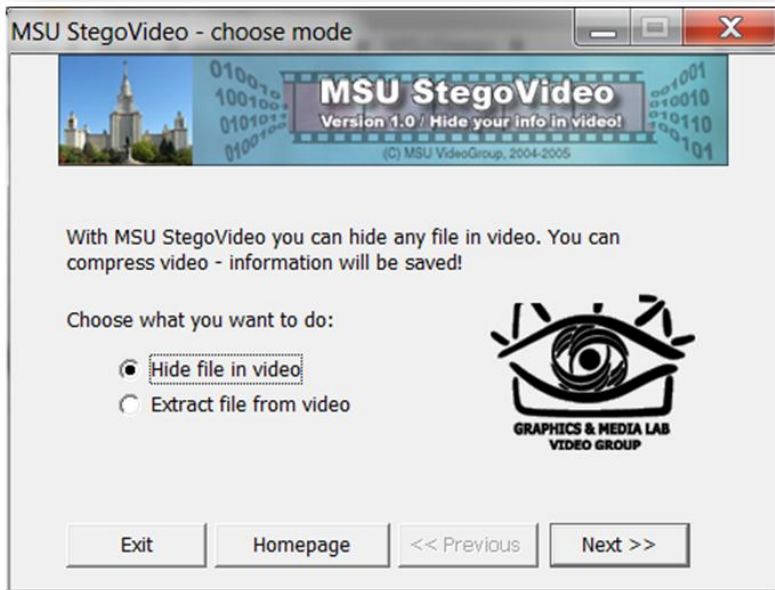 MSU StegoVideo - choose mode
MSU StegoVideo
Version 1.0 / Hide your info in video!
(C) MSU VideoGroup, 2004-2005
With MSU StegoVideo you can hide any file in video. You can
compress video - information will be saved!
Choose what you want to do:
Hide file in video
Extract file from video
GRAPHICS & MEDIA LAB
VIDEO GROUP
Exit
Homepage
<< Previous
Next >>